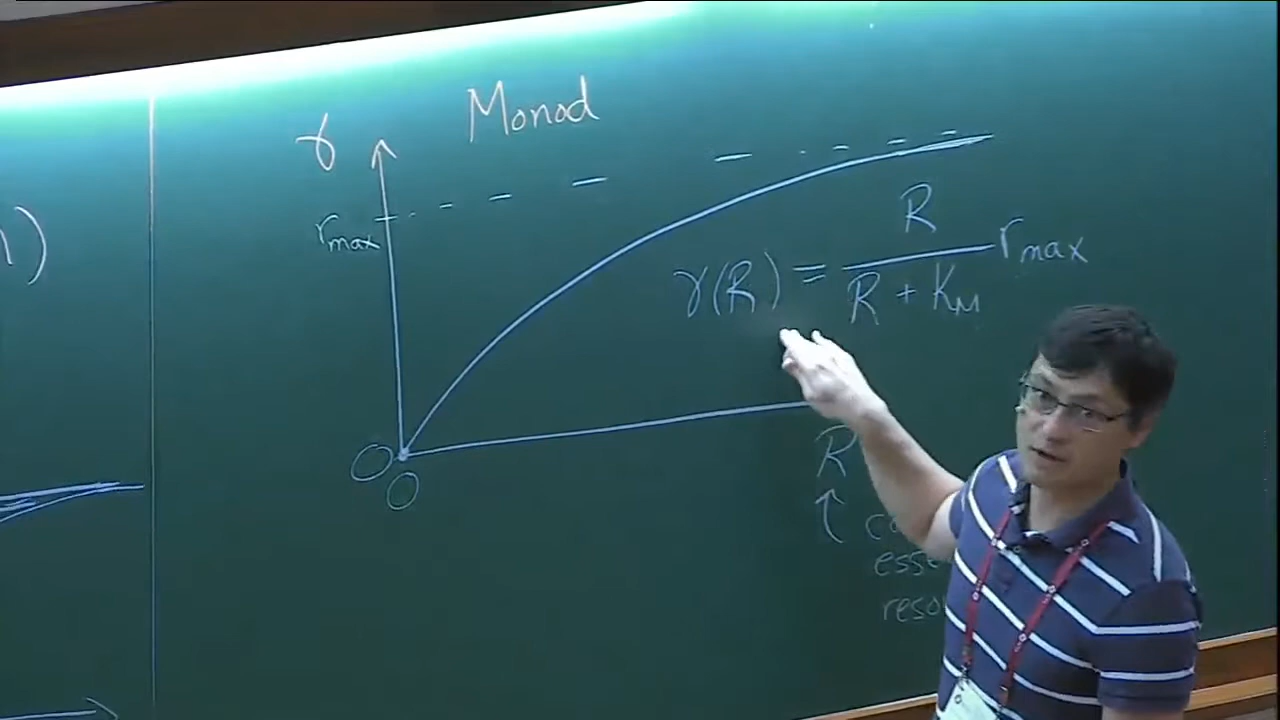 Monod
γ
r_max
γ(R) = R / (R + K_M) r_max
0
0
R
↑
)